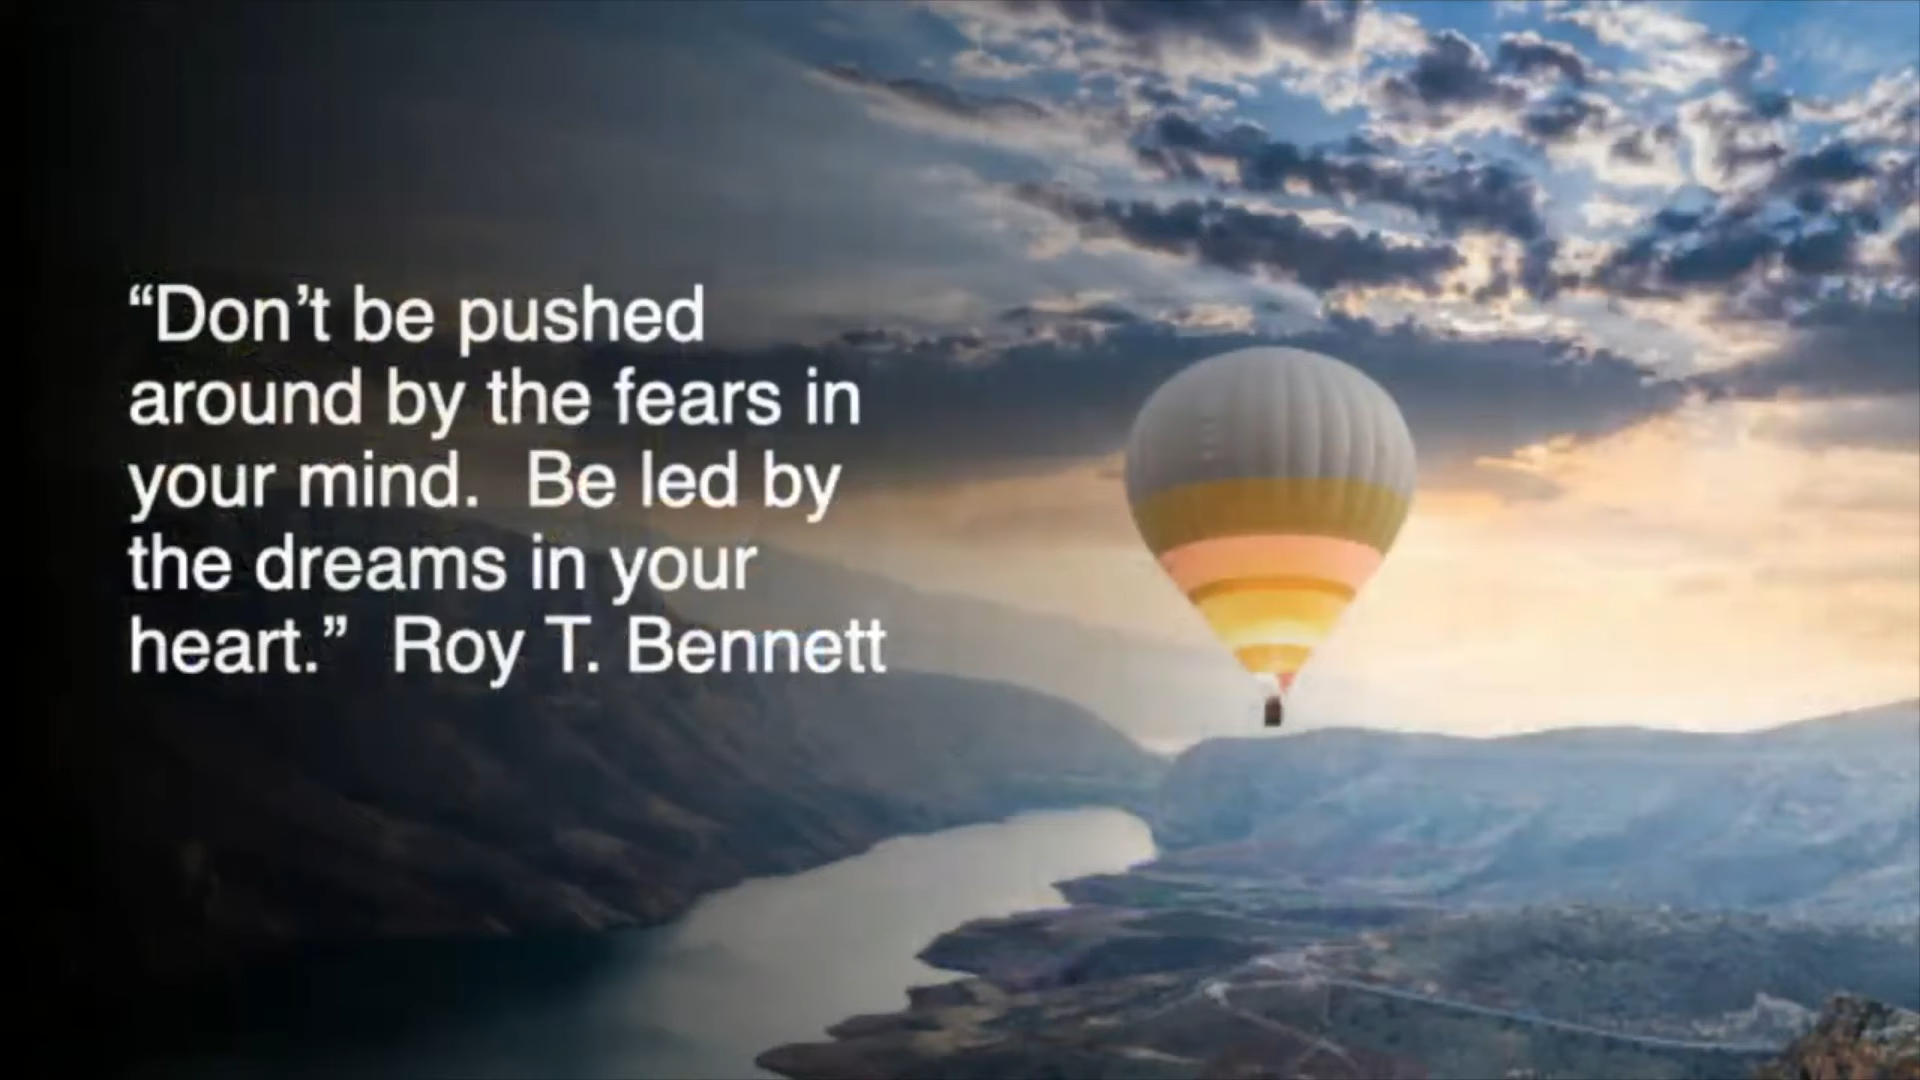 “Don’t be pushed
around by the fears in
your mind.  Be led by
the dreams in your
heart.”  Roy T. Bennett